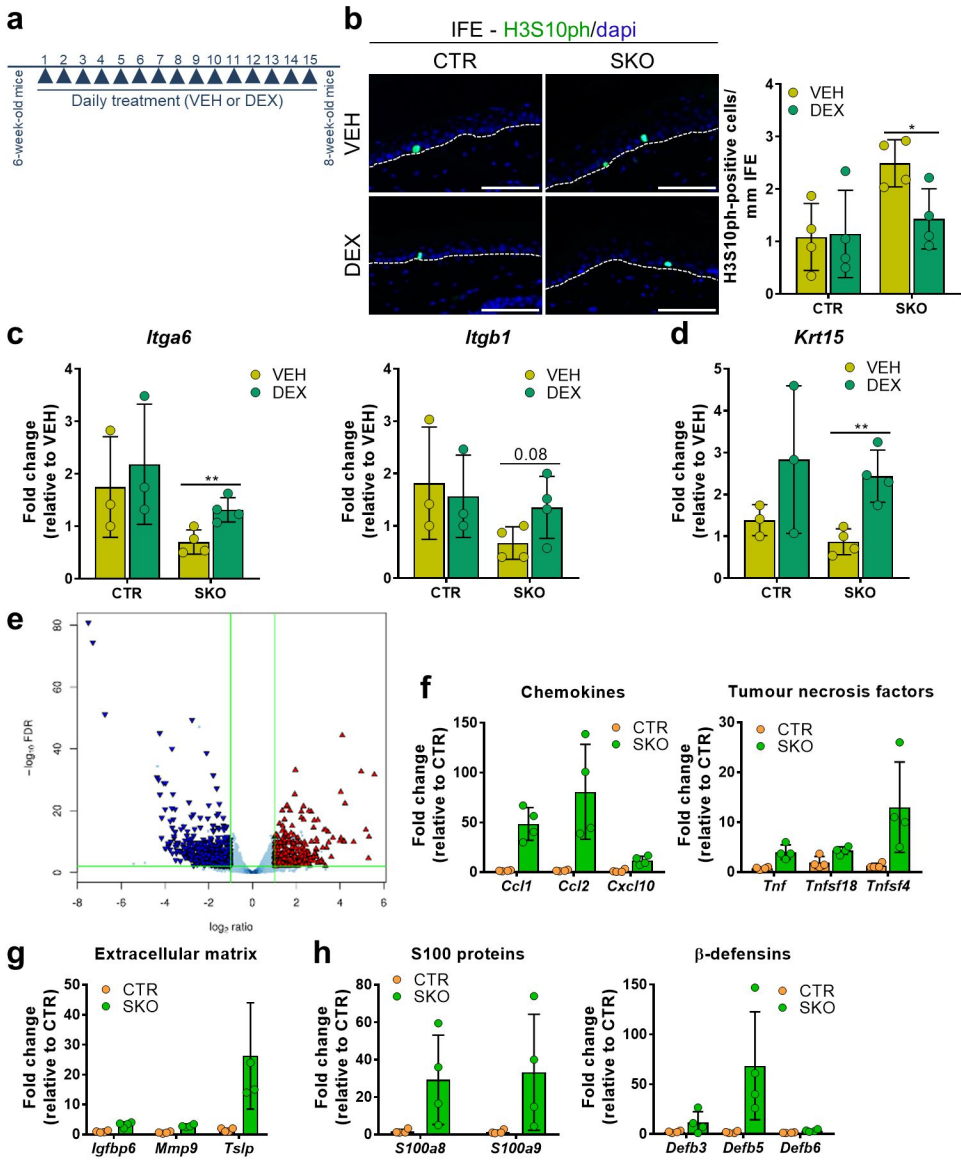 a
1 2 3 4 5 6 7 8 9 10 11 12 13 14 15
6-week-old mice
Daily treatment (VEH or DEX)
8-week-old mice
b
IFE - H3S10ph/dapi
CTR SKO
VEH
DEX
H3S10ph-positive cells/
mm IFE
VEH
DEX
*
4
3
2
1
0
CTR SKO
c
Itga6
Fold change
(relative to VEH)
VEH
DEX
**
4
3
2
1
0
CTR SKO
Itgb1
Fold change
(relative to VEH)
VEH
DEX
0.08
4
3
2
1
0
CTR SKO
d
Krt15
Fold change
(relative to VEH)
VEH
DEX
**
5
4
3
2
1
0
CTR SKO
e
80
60
40
20
0
-8 -6 -4 -2 0 2 4 6
log2 ratio
f
Chemokines
Fold change
(relative to CTR)
CTR
SKO
150
100
50
0
Ccl1 Ccl2 Cxcl10
Tumour necrosis factors
Fold change
(relative to CTR)
CTR
SKO
30
20
10
0
Tnf Tnfsf18 Tnfsf4
g
Extracellular matrix
Fold change
(relative to CTR)
CTR
SKO
50
40
30
20
10
0
Igfbp6 Mmp9 Tslp
h
S100 proteins
Fold change
(relative to CTR)
CTR
SKO
80
60
40
20
0
S100a8 S100a9
β-defensins
Fold change
(relative to CTR)
CTR
SKO
150
100
50
0
Defb3 Defb5 Defb6